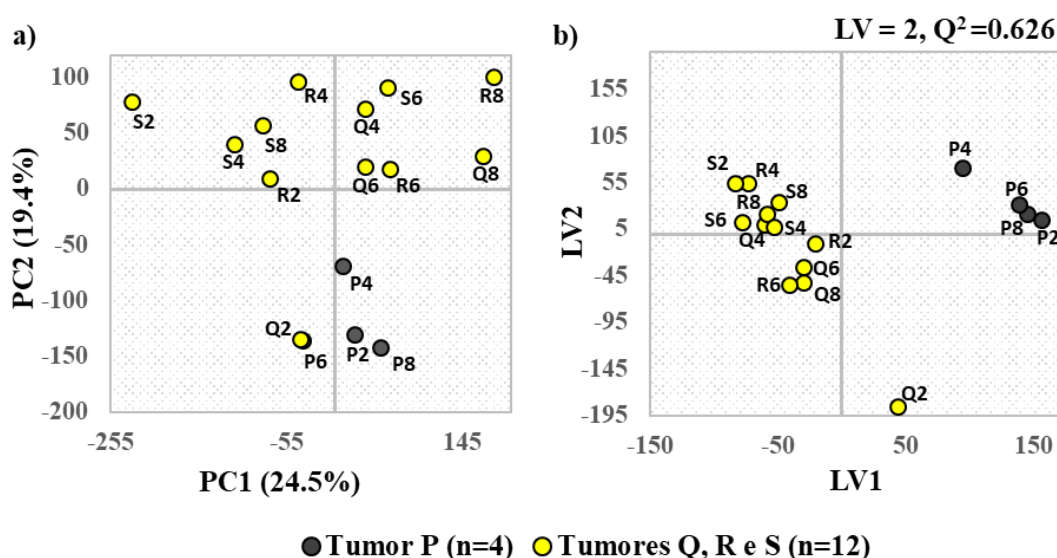 a)
100
50
0
-50
-100
-150
-200
-255
-55
145
PC2 (19.4%)
PC1 (24.5%)
S2
R4
S6
R8
Q4
S8
S4
R2
Q6
R6
Q8
P4
Q2
P6
P2
P8
b)
LV = 2, Q²=0.626
155
105
55
5
-45
-95
-145
-195
-150
-50
50
150
LV2
LV1
P4
S2
R4
S8
P6
R8
S6
P8
P2
Q4
S4
R2
Q6
R6
Q8
Q2
Tumor P (n=4)
Tumores Q, R e S (n=12)